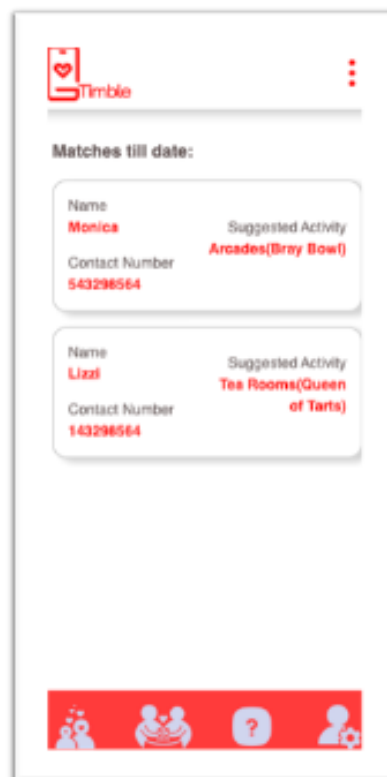 Timble
Matches till date:
Name
Monica
Contact Number
543298564
Suggested Activity
Arcades(Bray Bowl)
Name
Lizzi
Contact Number
143298564
Suggested Activity
Tea Rooms(Queen
of Tarts)
?